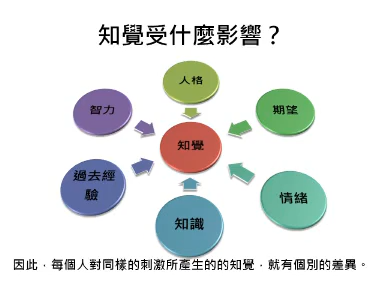 知覺受什麼影響？
人格
智力
期望
知覺
過去經
驗
情緒
知識
因此，每個人對同樣的刺激所產生的的知覺，就有個別的差異。